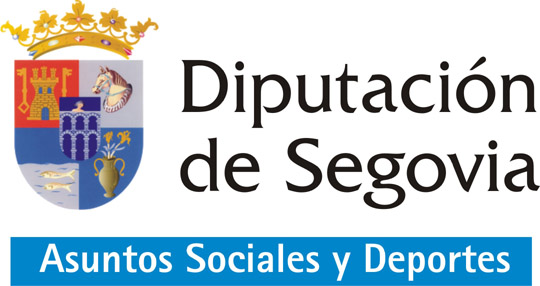 Diputación
de Segovia
Asuntos Sociales y Deportes